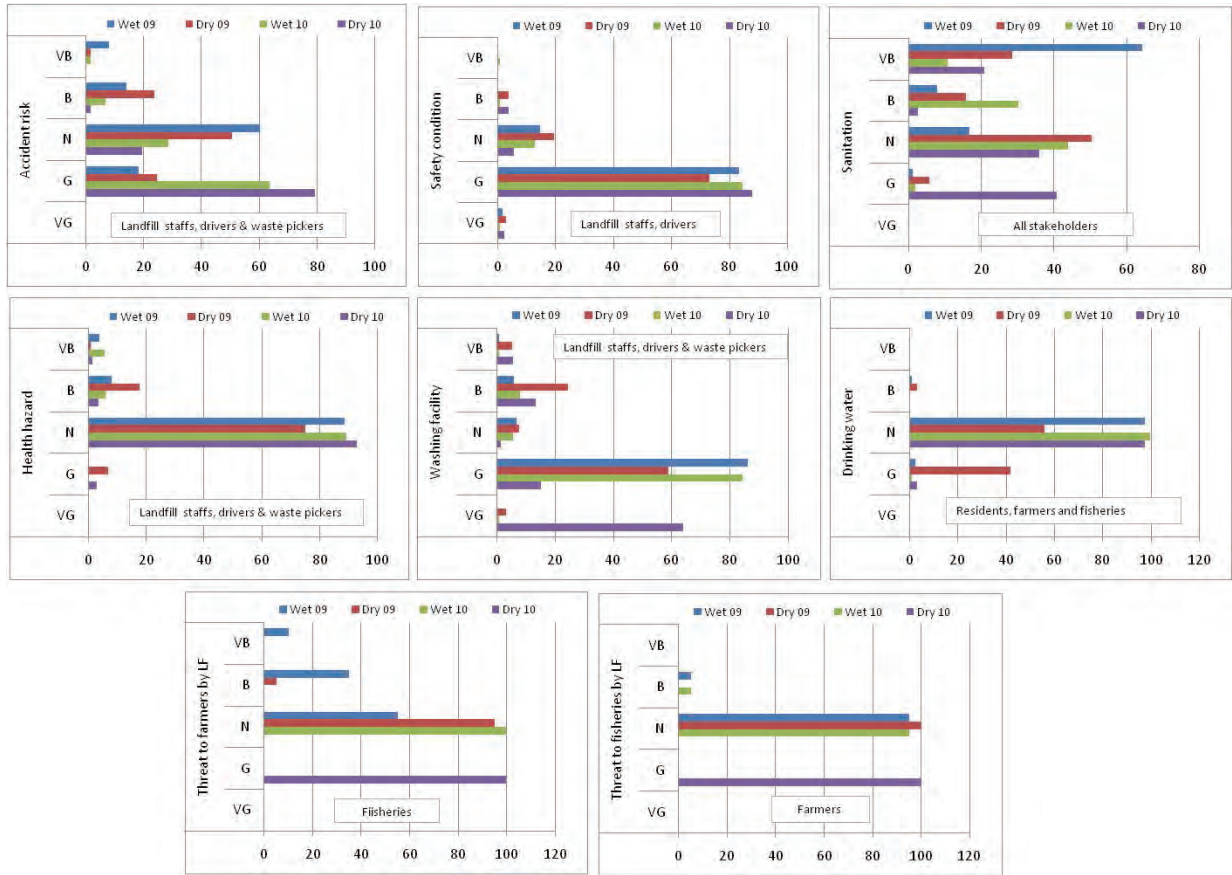 Wet 09 Dry 09 Wet 10 Dry 10
Accident risk
VB
B
N
G
VG
Landfill staffs, drivers & waste pickers
0 20 40 60 80 100
Wet 09 Dry 09 Wet 10 Dry 10
Safety condition
VB
B
N
G
VG
Landfill staffs, drivers
0 20 40 60 80 100
Wet 09 Dry 09 Wet 10 Dry 10
Sanitation
VB
B
N
G
VG
All stakeholders
0 20 40 60 80
Wet 09 Dry 09 Wet 10 Dry 10
Health hazard
VB
B
N
G
VG
Landfill staffs, drivers & waste pickers
0 20 40 60 80 100
Wet 09 Dry 09 Wet 10 Dry 10
Landfill staffs, drivers & waste pickers
Washing facility
VB
B
N
G
VG
0 20 40 60 80 100
Wet 09 Dry 09 Wet 10 Dry 10
Drinking water
VB
B
N
G
VG
Residents, farmers and fisheries
0 20 40 60 80 100 120
Wet 09 Dry 09 Wet 10 Dry 10
Threat to farmers by LF
VB
B
N
G
VG
Fiisheries
0 20 40 60 80 100 120
Wet 09 Dry 09 Wet 10 Dry 10
Threat to fisheries by LF
VB
B
N
G
VG
Farmers
0 20 40 60 80 100 120